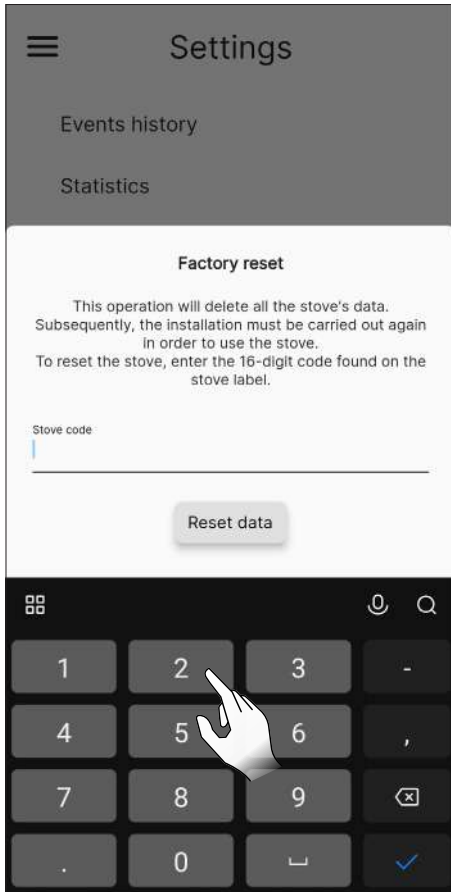 Settings
Events history
Statistics
Factory reset
This operation will delete all the stove's data.
Subsequently, the installation must be carried out again
in order to use the stove.
To reset the stove, enter the 16-digit code found on the
stove label.
Stove code
Reset data
1 2 3 -
4 5 6 ,
7 8 9
. 0